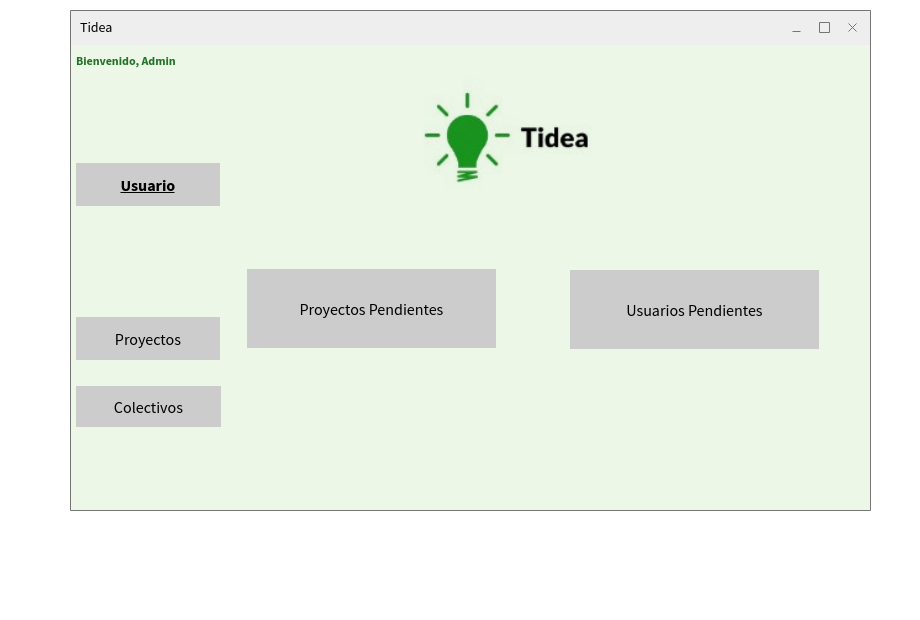 Tidea
Bienvenido, Admin
Tidea
Usuario
Proyectos Pendientes
Usuarios Pendientes
Proyectos
Colectivos